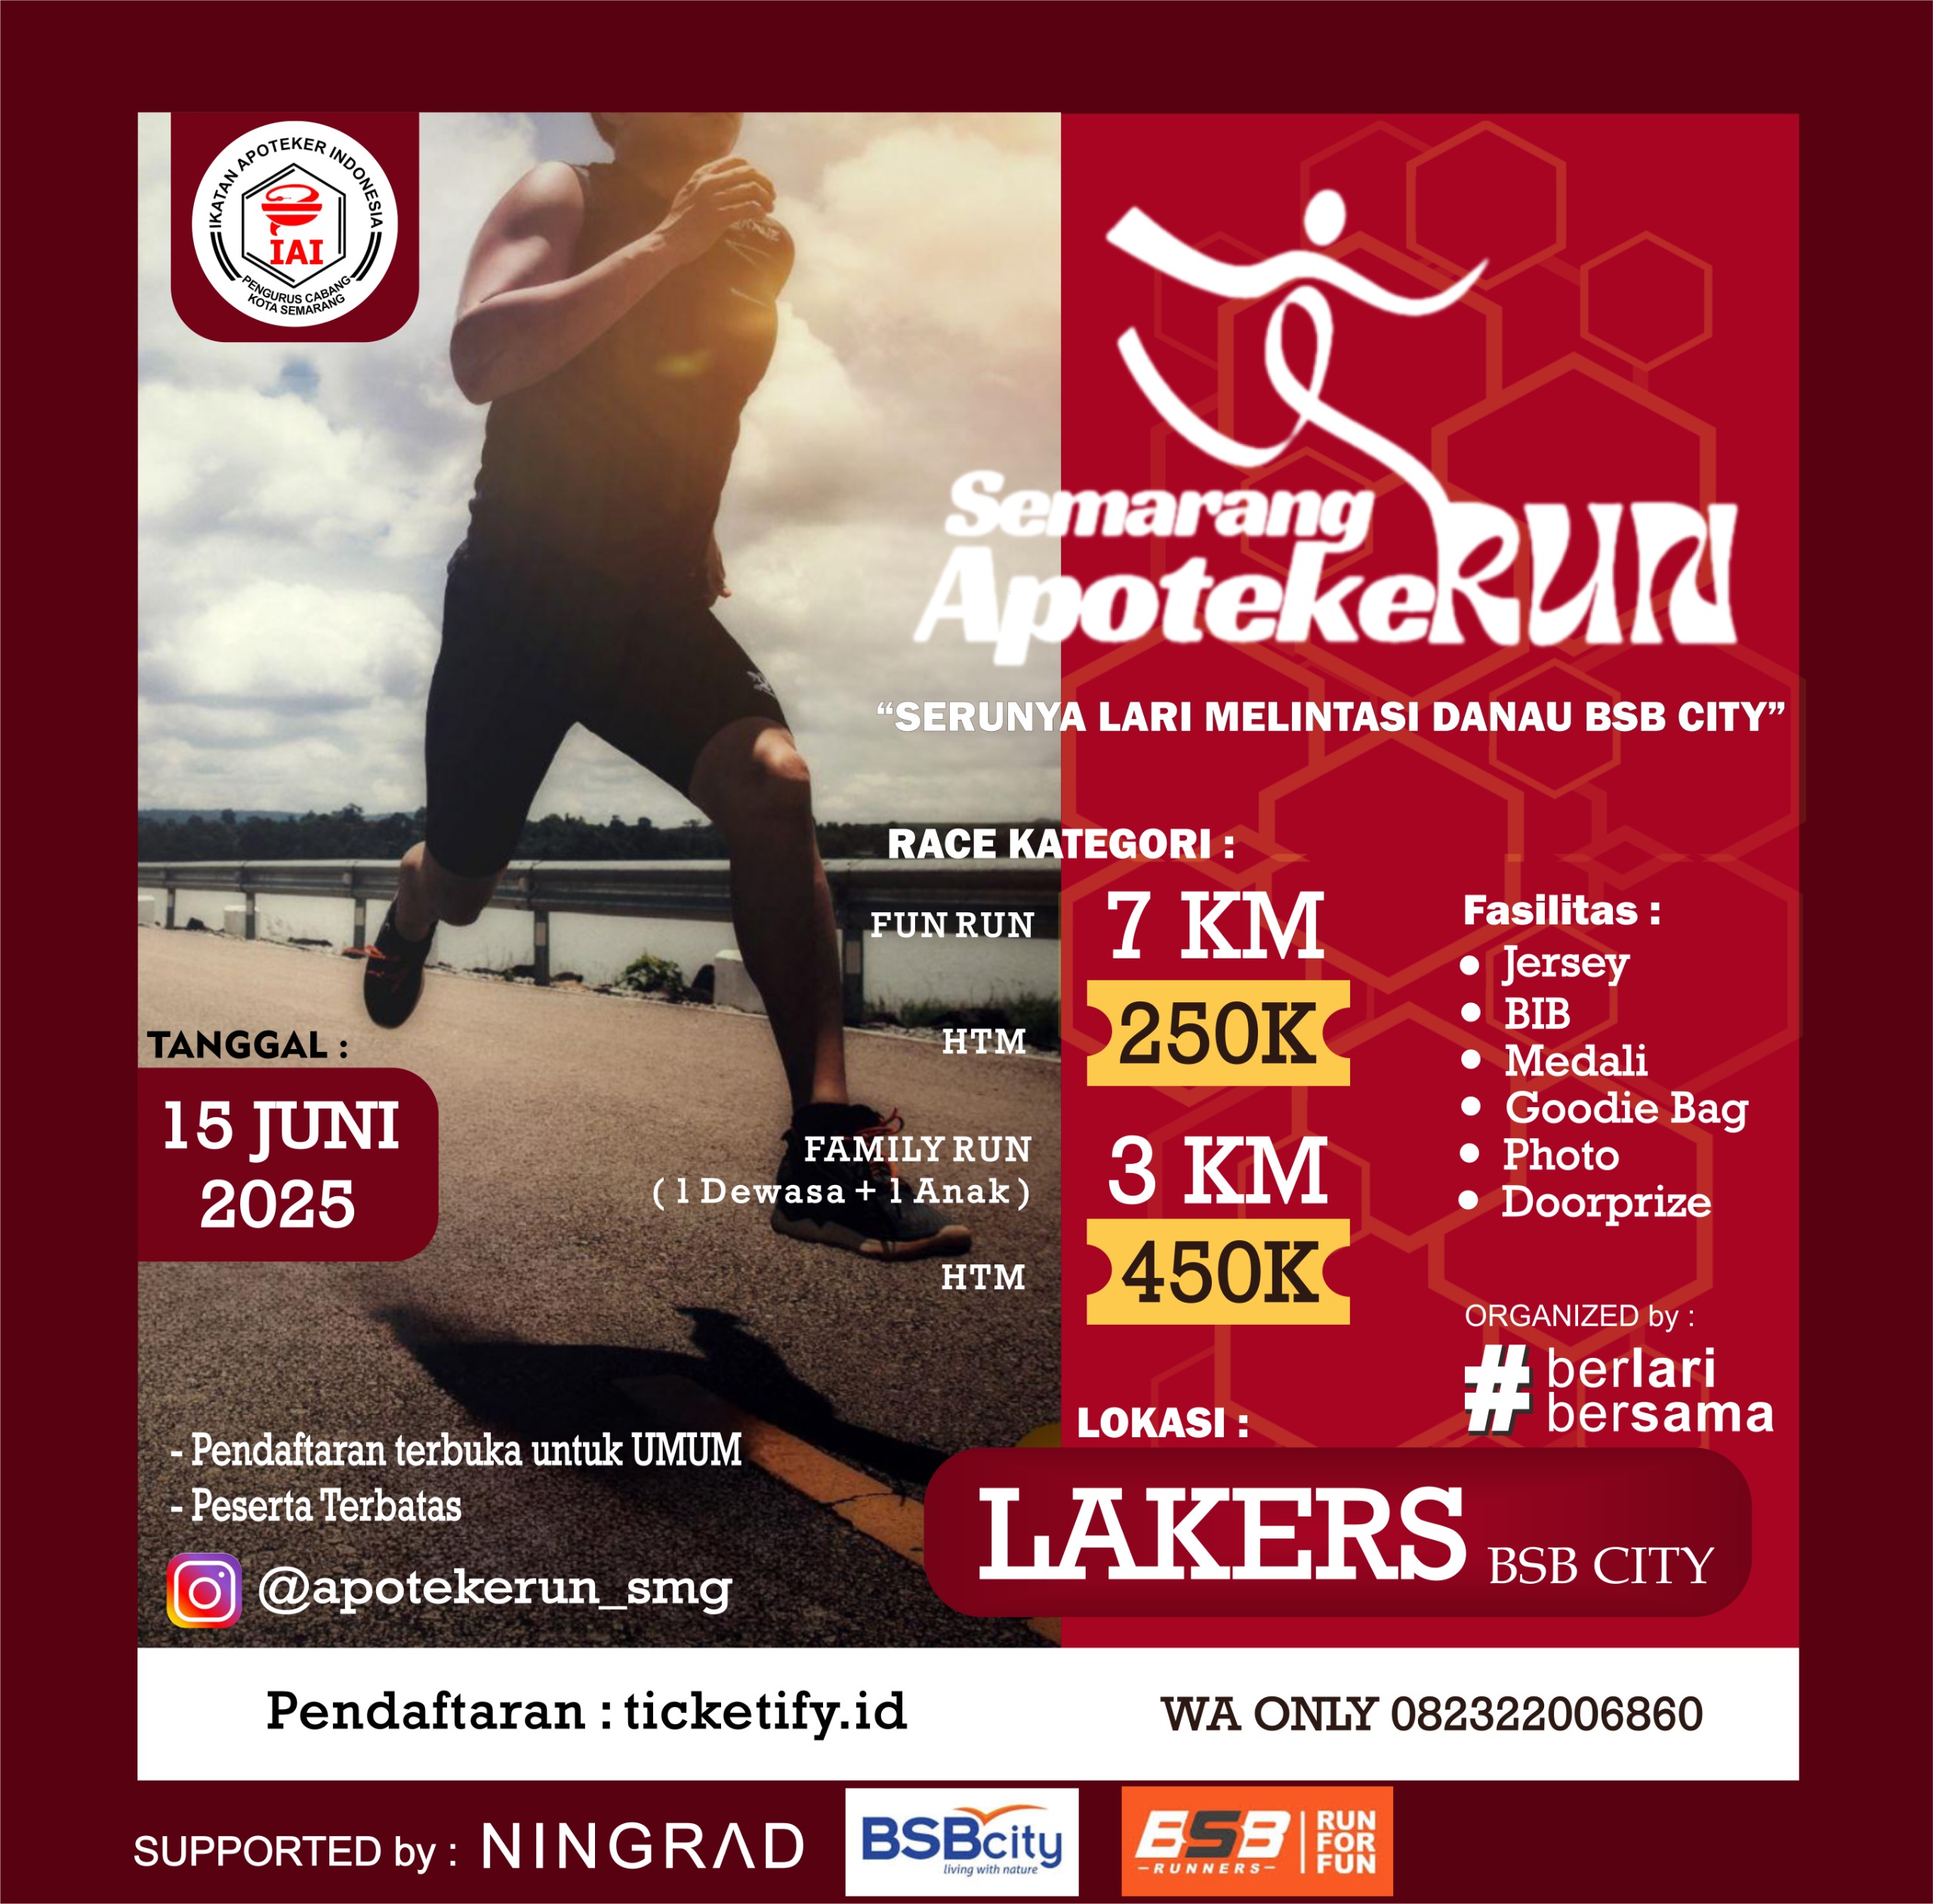 IKATAN APOTEKER INDONESIA
IAI
PENGURUS CABANG
KOTA SEMARANG
Semarang
ApotekeRUN
“SERUNYA LARI MELINTASI DANAU BSB CITY”
RACE KATEGORI :
FUN RUN
7 KM
HTM
250K
FAMILY RUN
( 1 Dewasa + 1 Anak )
3 KM
HTM
450K
Fasilitas :
• Jersey
• BIB
• Medali
• Goodie Bag
• Photo
• Doorprize
TANGGAL :
15 JUNI
2025
ORGANIZED by :
# berlari
bersama
LOKASI :
LAKERS BSB CITY
- Pendaftaran terbuka untuk UMUM
- Peserta Terbatas
@apotekerun_smg
Pendaftaran : ticketify.id
WA ONLY 082322006860
SUPPORTED by : NINGRAD
BSBcity
living with nature
BSB
RUNNERS
RUN
FOR
FUN